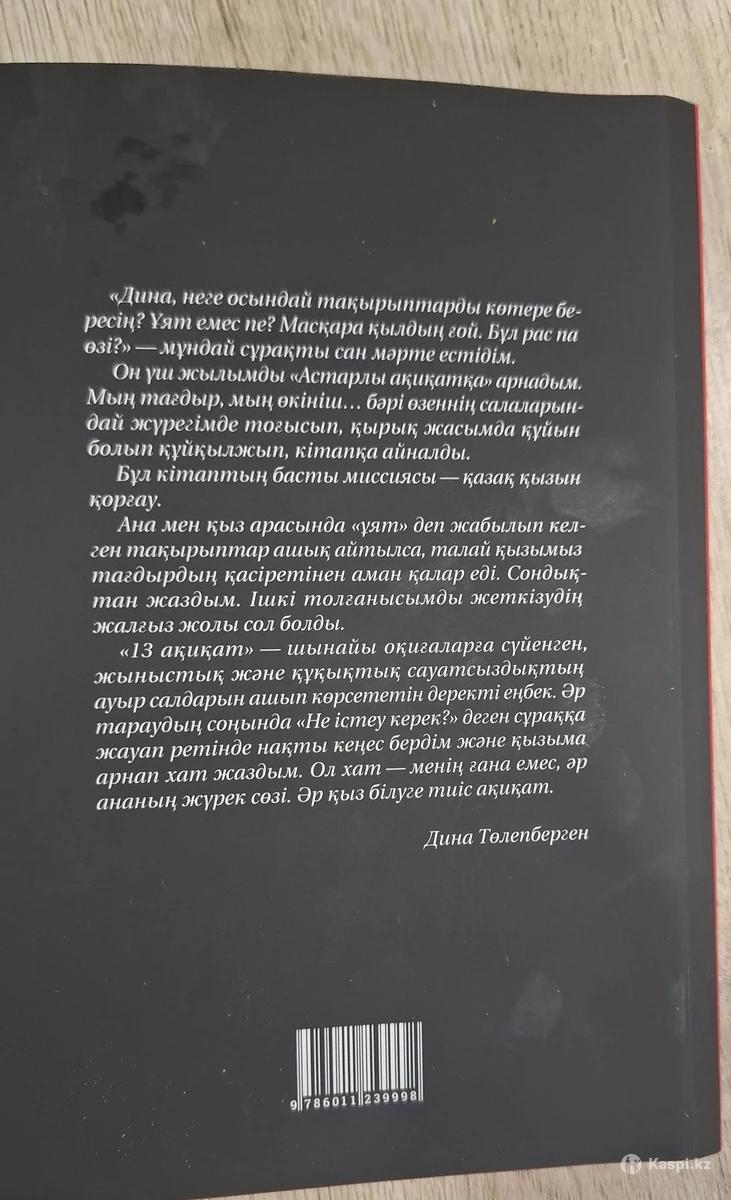 «Дина, неге осындай тақырыптарды көтере бе-
ресің? Ұят емес пе? Масқара қылдың ғой. Бұл рас па
өзі?» — мұндай сұрақты сан мәрте естідім.
Он үш жылымды «Астарлы ақиқатқа» арнадым.
Мың тағдыр, мың өкініш... бәрі өзеннің салаларын-
дай жүрегімде тоғысып, қырық жасымда құйын
болып құйқылжып, кітапқа айналды.
Бұл кітаптың басты миссиясы — қазақ қызын
қорғау.
Ана мен қыз арасында «ұят» деп жабылып кел-
ген тақырыптар ашық айтылса, талай қызымыз
тағдырдың қасіретінен аман қалар еді. Сондық-
тан жаздым. Ішкі толғанысымды жеткізудің
жалғыз жолы сол болды.
«13 ақиқат» — шынайы оқиғаларға сүйенген,
жыныстық және құқықтық сауатсыздықтың
ауыр салдарын ашып көрсететін деректі еңбек. Әр
тараудың соңында «Не істеу керек?» деген сұраққа
жауап ретінде нақты кеңес бердім және қызыма
арнап хат жаздым. Ол хат — менің ғана емес, әр
ананың жүрек сөзі. Әр қыз білуге тиіс ақиқат.
Дина Төлепберген
9 786011 239998
Kaspi.kz